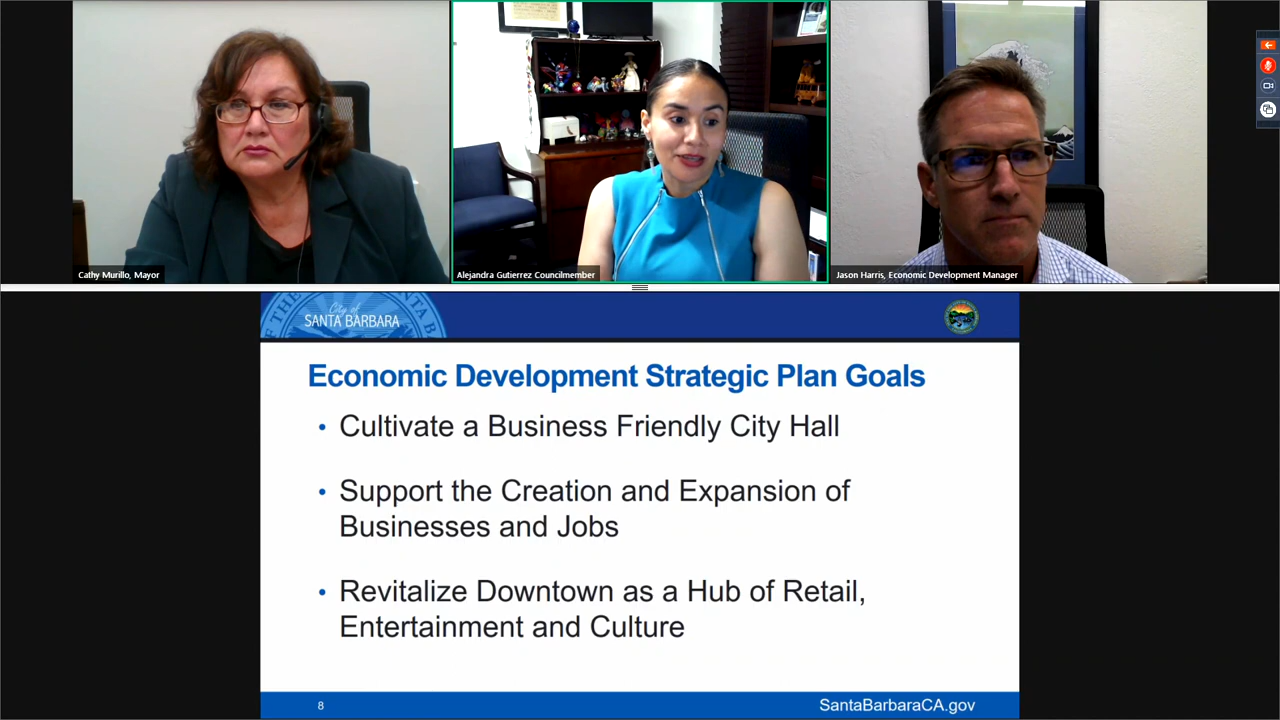 Cathy Murillo, Mayor
Alejandra Gutierrez Councilmember
Jason Harris, Economic Development Manager
City of
SANTA BARBARA
Economic Development Strategic Plan Goals
• Cultivate a Business Friendly City Hall
• Support the Creation and Expansion of
Businesses and Jobs
• Revitalize Downtown as a Hub of Retail,
Entertainment and Culture
8
SantaBarbaraCA.gov